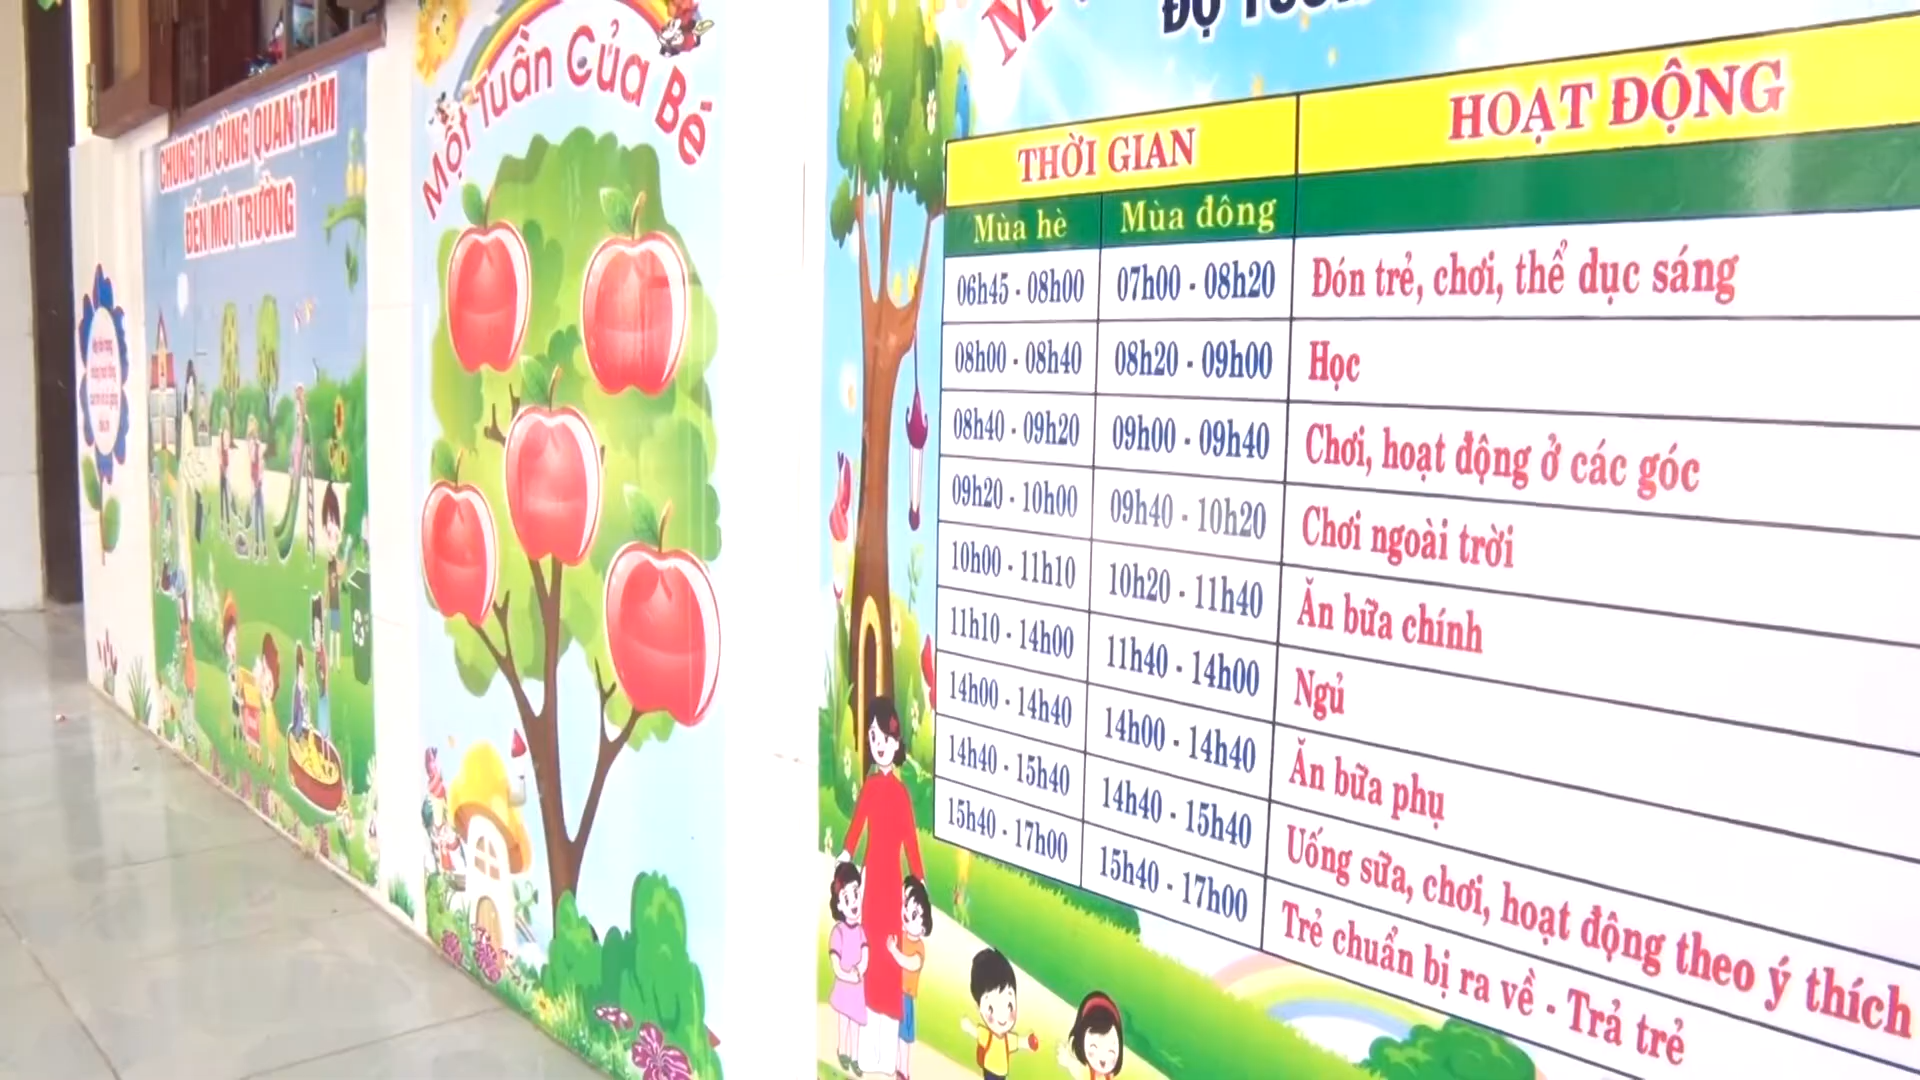 CHÚNG TA CÙNG QUAN TÂM
ĐẾN MÔI TRƯỜNG
Một Tuần Của Bé
THỜI GIAN
HOẠT ĐỘNG
Mùa hè
Mùa đông
06h45 - 08h00 07h00 - 08h20 Đón trẻ, chơi, thể dục sáng
08h00 - 08h40 08h20 - 09h00 Học
08h40 - 09h20 09h00 - 09h40 Chơi, hoạt động ở các góc
09h20 - 10h00 09h40 - 10h20 Chơi ngoài trời
10h00 - 11h10 10h20 - 11h40 Ăn bữa chính
11h10 - 14h00 11h40 - 14h00 Ngủ
14h00 - 14h40 14h00 - 14h40 Ăn bữa phụ
14h40 - 15h40 14h40 - 15h40 Uống sữa, chơi, hoạt động theo ý thích
15h40 - 17h00 15h40 - 17h00 Trẻ chuẩn bị ra về - Trả trẻ